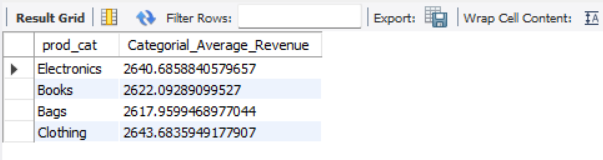 Result Grid Filter Rows: Export: Wrap Cell Content: IA
prod_cat Categorial_Average_Revenue
Electronics 2640.6858840579657
Books 2622.09289099527
Bags 2617.9599468977044
Clothing 2643.6835949177907